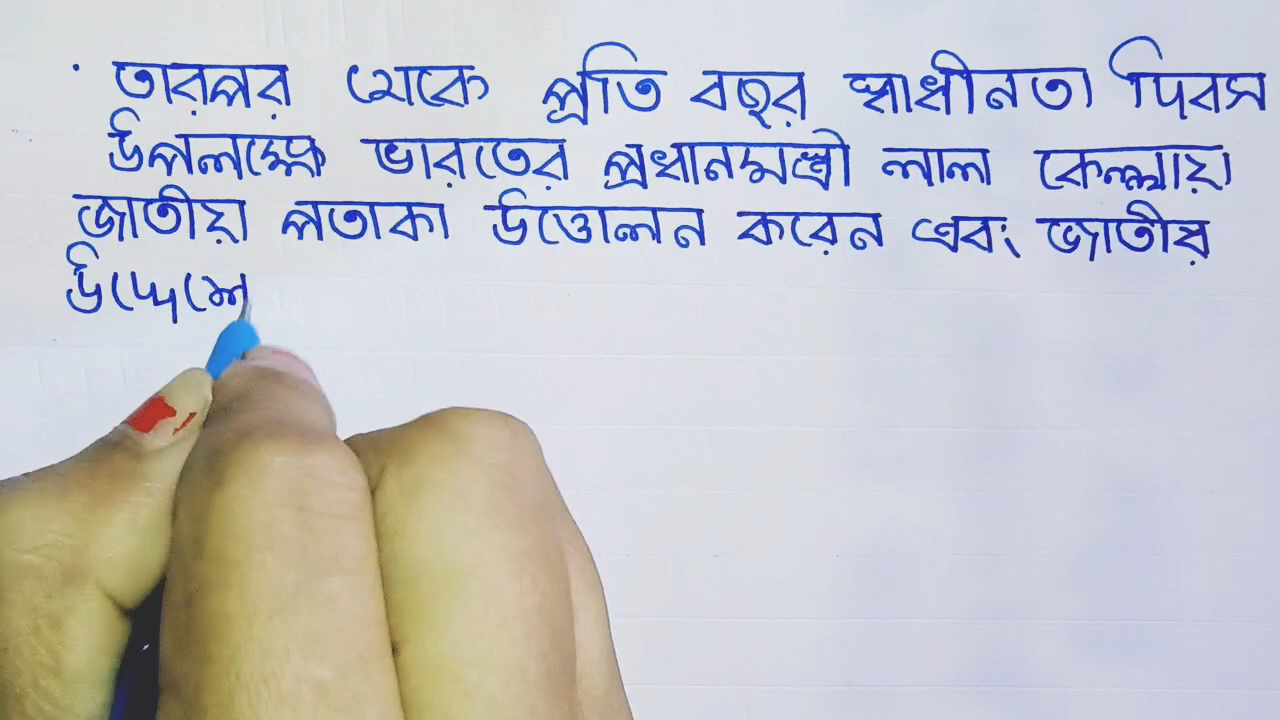 · তারপর থেকে প্রতি বছর স্বাধীনতা দিবস
উপলক্ষে ভারতের প্রধানমন্ত্রী লাল কেল্লায়
জাতীয় পতাকা উত্তোলন করেন এবং জাতীর
উদ্দেশে